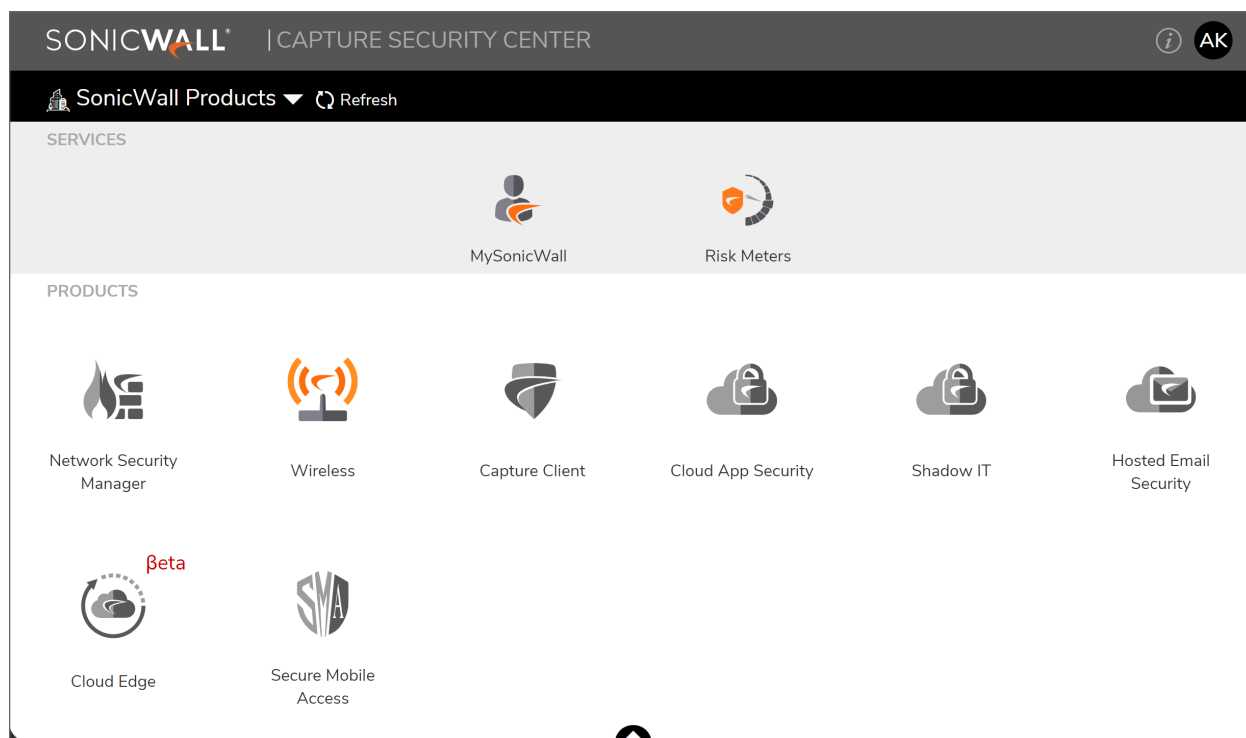 SONICWALL® | CAPTURE SECURITY CENTER
i AK
SonicWall Products Refresh
SERVICES
MySonicWall Risk Meters
PRODUCTS
Network Security Manager
Wireless
Capture Client
Cloud App Security
Shadow IT
Hosted Email Security
βeta
Cloud Edge
SMA
Secure Mobile Access